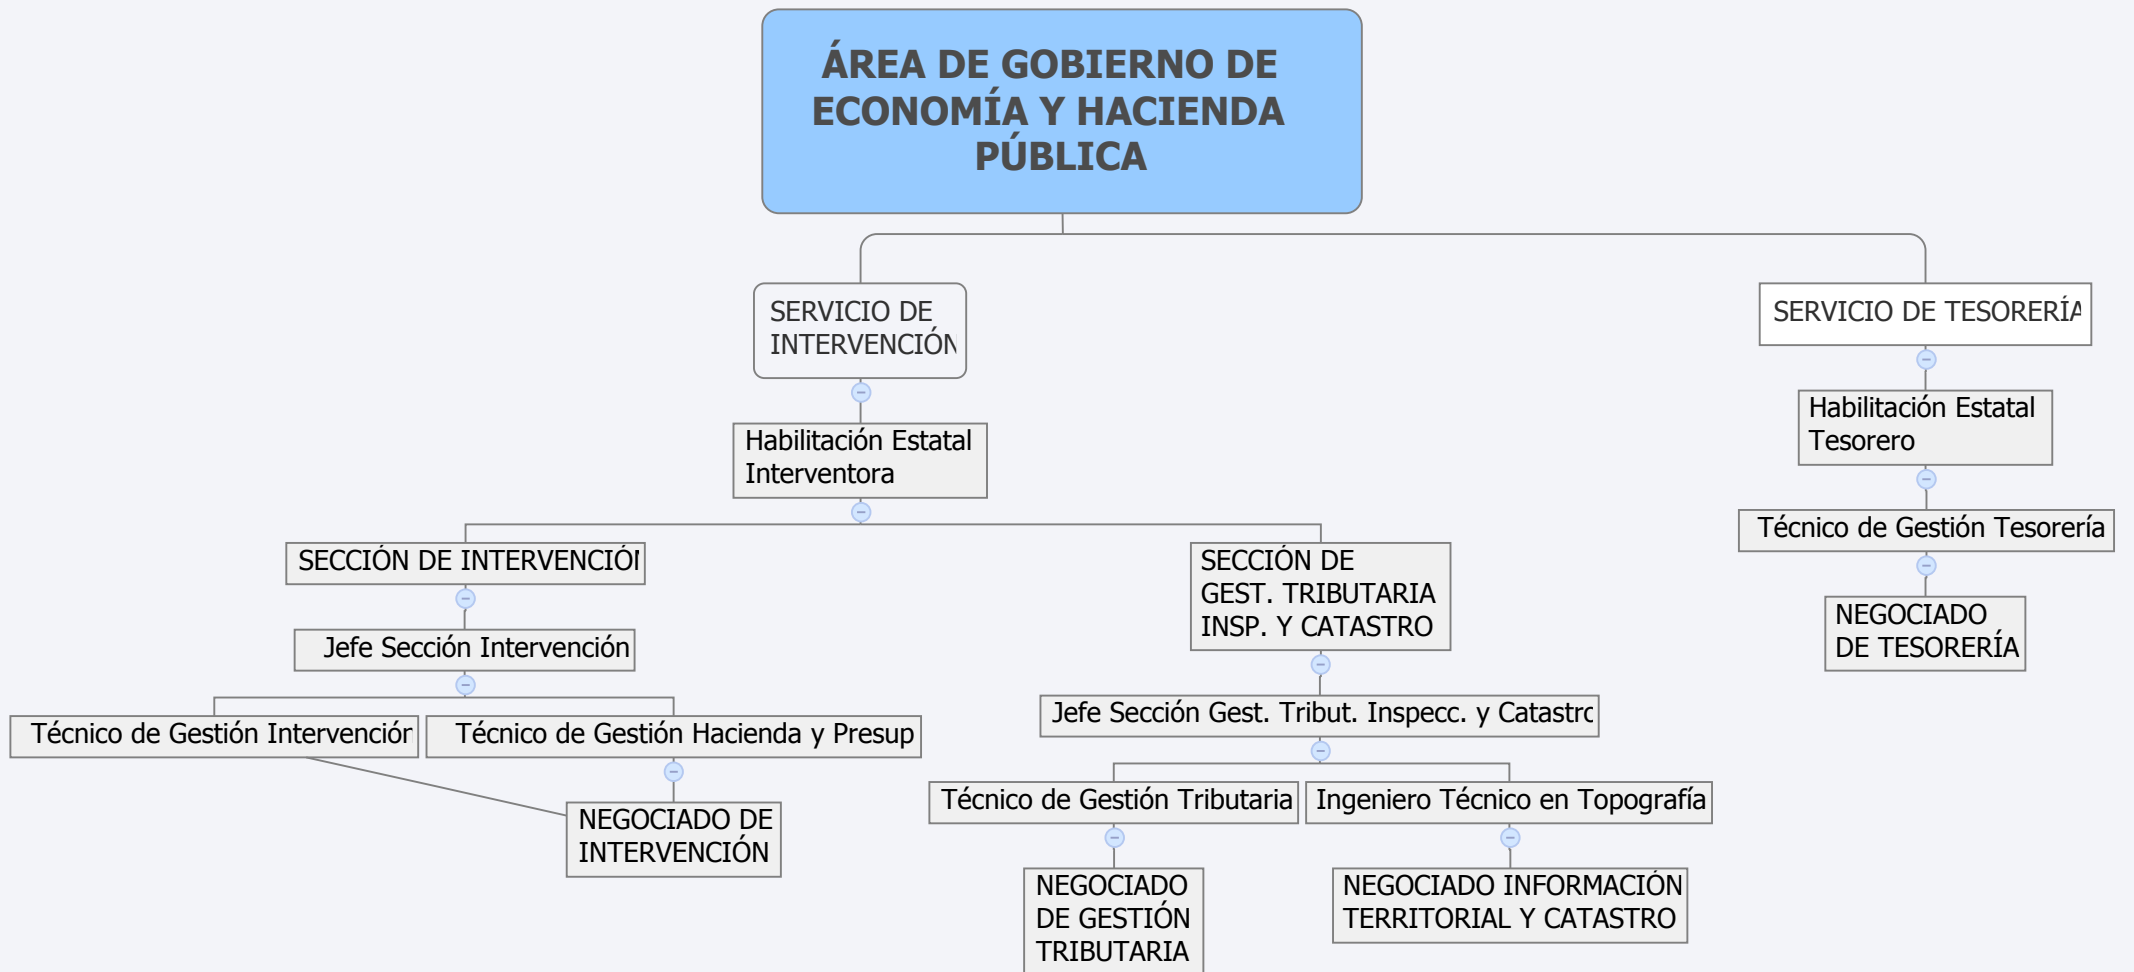 ÁREA DE GOBIERNO DE
ECONOMÍA Y HACIENDA
PÚBLICA
SERVICIO DE
INTERVENCIÓN
SERVICIO DE TESORERÍA
Habilitación Estatal
Interventora
Habilitación Estatal
Tesorero
SECCIÓN DE INTERVENCIÓN
SECCIÓN DE
GEST. TRIBUTARIA
INSP. Y CATASTRO
Técnico de Gestión Tesorería
NEGOCIADO
DE TESORERÍA
Jefe Sección Intervención
Jefe Sección Gest. Tribut. Inspecc. y Catastro
Técnico de Gestión Intervención
Técnico de Gestión Hacienda y Presup
Técnico de Gestión Tributaria
Ingeniero Técnico en Topografía
NEGOCIADO DE
INTERVENCIÓN
NEGOCIADO
DE GESTIÓN
TRIBUTARIA
NEGOCIADO INFORMACIÓN
TERRITORIAL Y CATASTRO